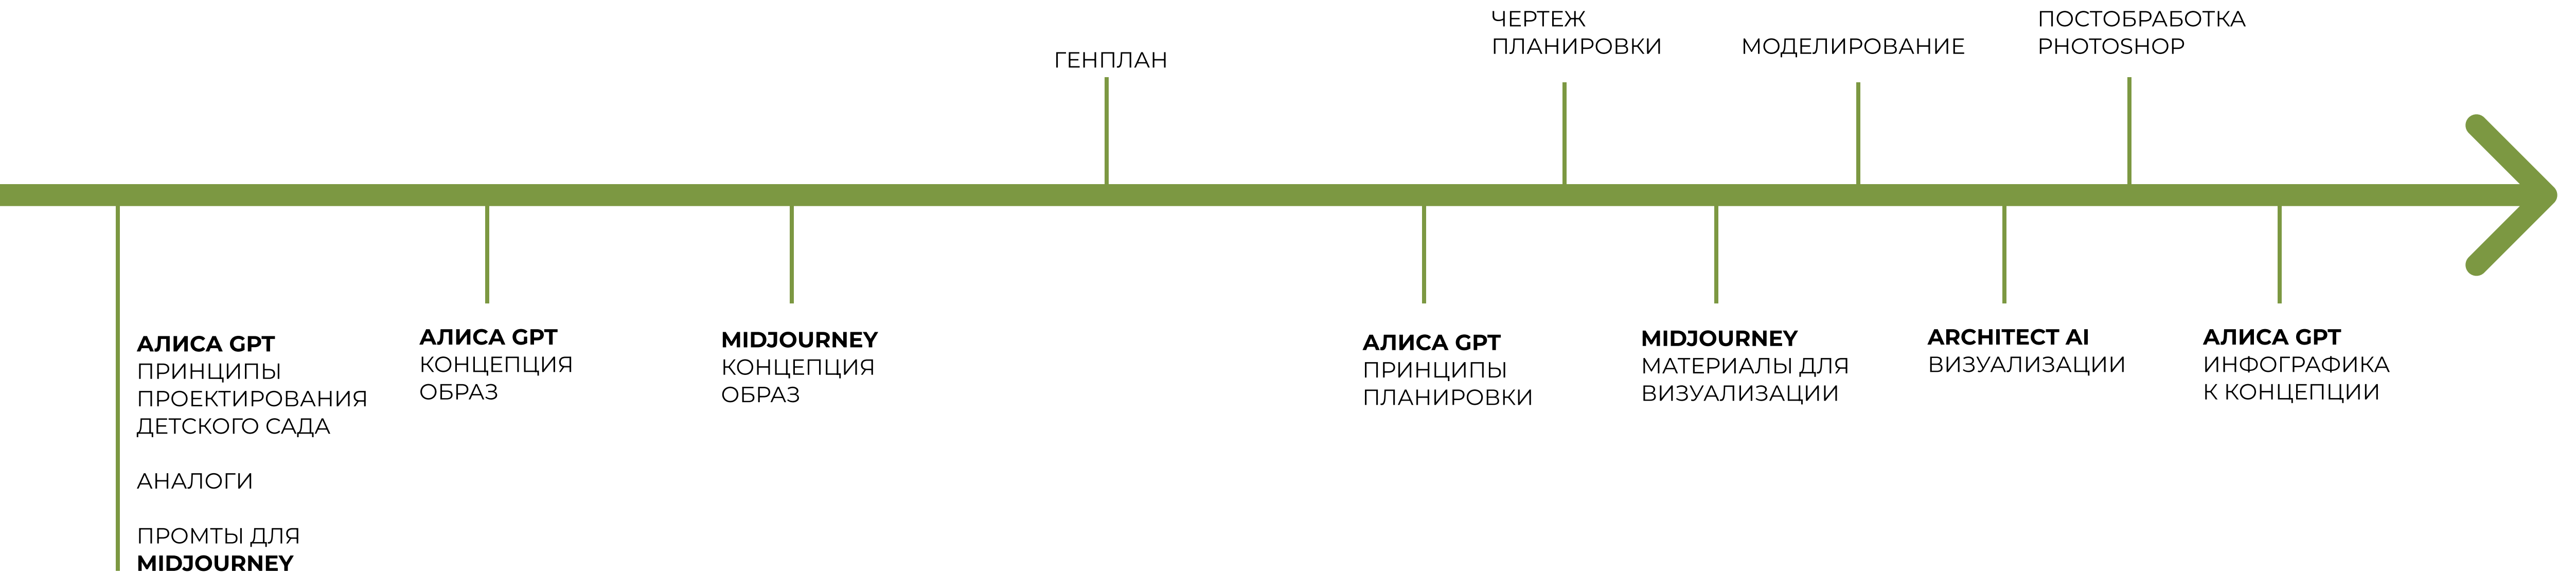 ГЕНПЛАН
ЧЕРТЕЖ
ПЛАНИРОВКИ
МОДЕЛИРОВАНИЕ
ПОСТОБРАБОТКА
PHOTOSHOP
АЛИСА GPT
ПРИНЦИПЫ
ПРОЕКТИРОВАНИЯ
ДЕТСКОГО САДА
АНАЛОГИ
ПРОМТЫ ДЛЯ
MIDJOURNEY
АЛИСА GPT
КОНЦЕПЦИЯ
ОБРАЗ
MIDJOURNEY
КОНЦЕПЦИЯ
ОБРАЗ
АЛИСА GPT
ПРИНЦИПЫ
ПЛАНИРОВКИ
MIDJOURNEY
МАТЕРИАЛЫ ДЛЯ
ВИЗУАЛИЗАЦИИ
ARCHITECT AI
ВИЗУАЛИЗАЦИИ
АЛИСА GPT
ИНФОГРАФИКА
К КОНЦЕПЦИИ